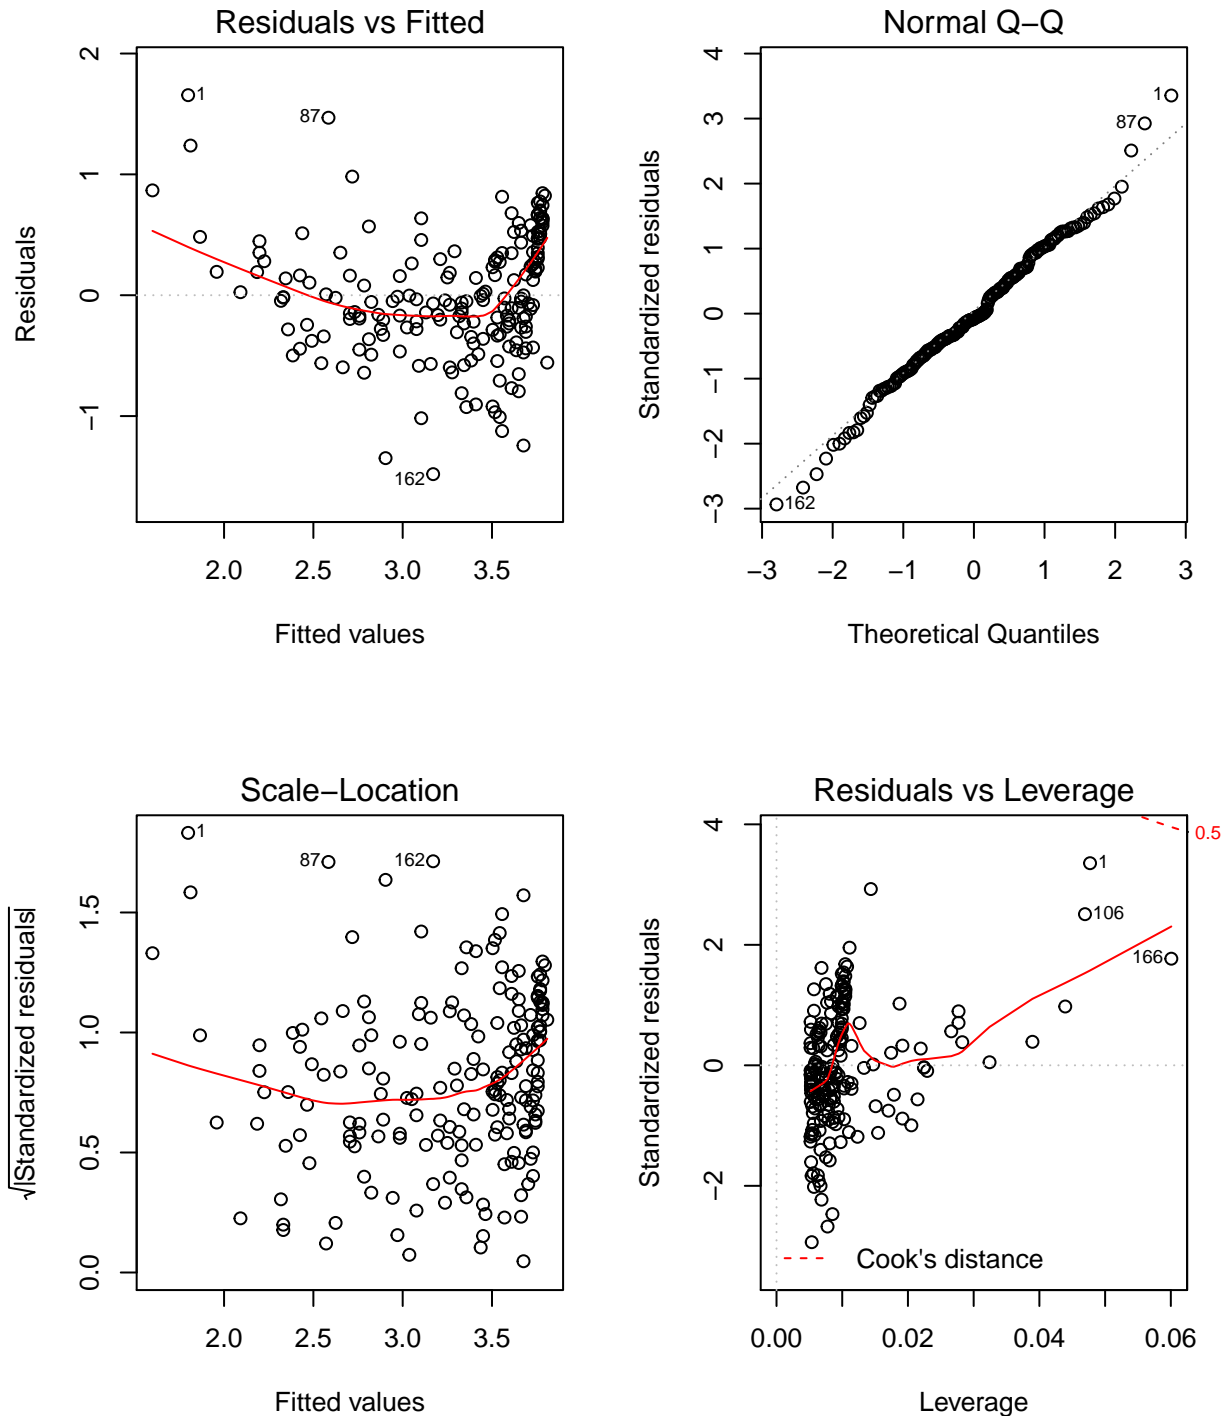 Residuals vs Fitted
Residuals
2
1
0
−1
1
87
162
2.0 2.5 3.0 3.5
Fitted values
Normal Q−Q
Standardized residuals
4
3
2
1
0
−1
−2
−3
1
87
162
−3 −2 −1 0 1 2 3
Theoretical Quantiles
Scale−Location
√|Standardized residuals|
1.5
1.0
0.5
0.0
1
87
162
2.0 2.5 3.0 3.5
Fitted values
Residuals vs Leverage
Standardized residuals
4
2
0
−2
0.5
1
106
166
Cook's distance
0.00 0.02 0.04 0.06
Leverage